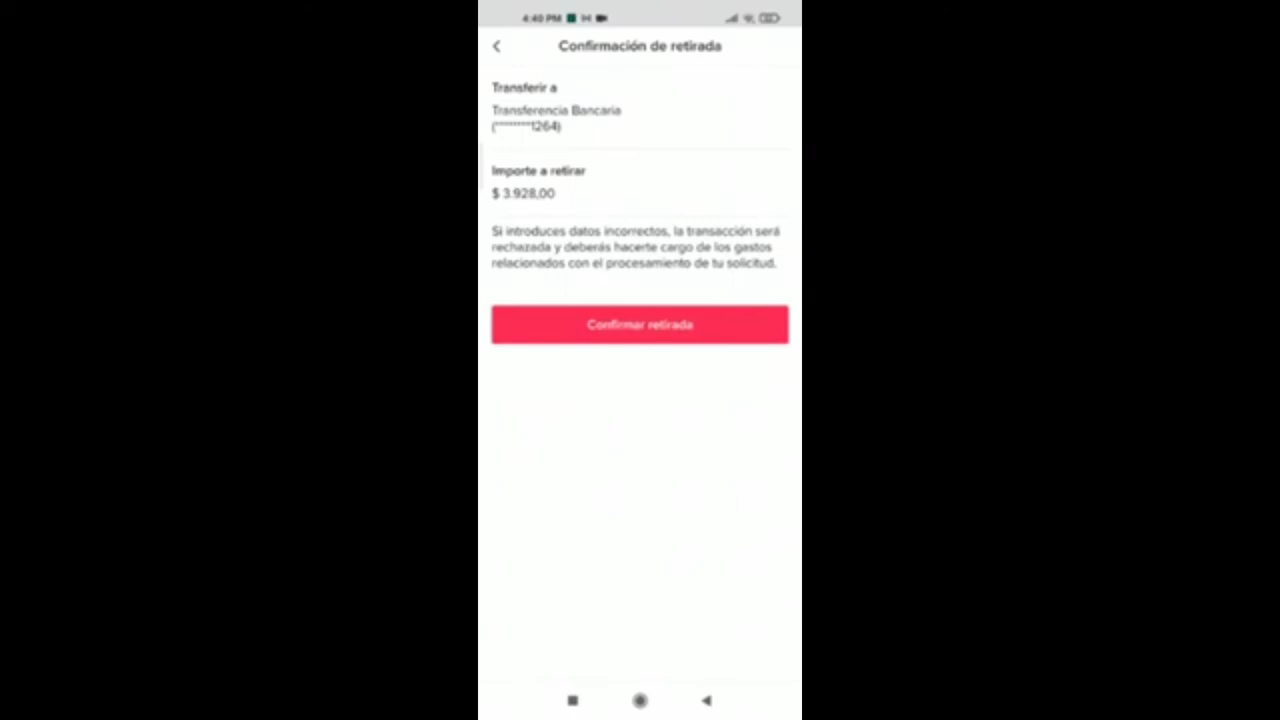 4:40 PM
Confirmación de retirada
Transferir a
Transferencia Bancaria
(*********1264)
Importe a retirar
$ 3.928,00
Si introduces datos incorrectos, la transacción será
rechazada y deberás hacerte cargo de los gastos
relacionados con el procesamiento de tu solicitud.
Confirmar retirada